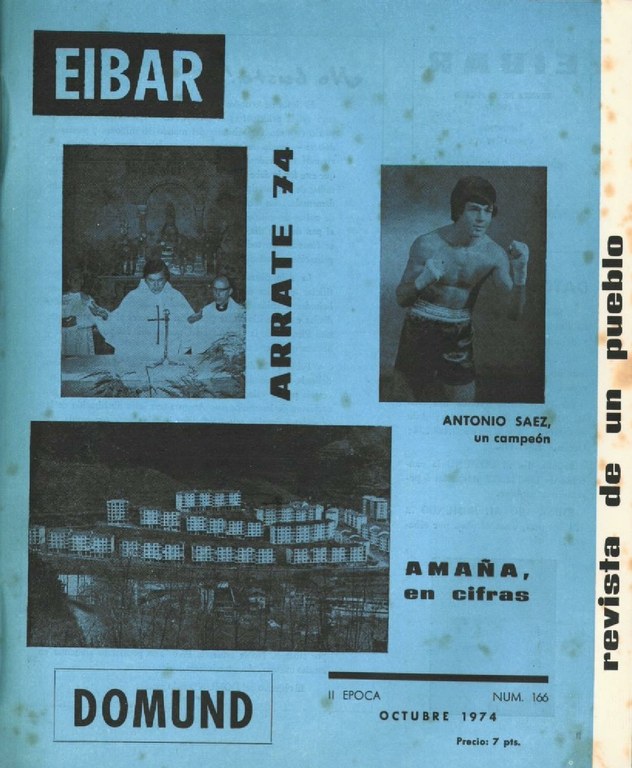 EIBAR
ARRATE 74
ANTONIO SAEZ,
un campeón
AMAÑA,
en cifras
DOMUND
II EPOCA
NUM. 166
OCTUBRE 1974
Precio: 7 pts.
revista de un pueblo